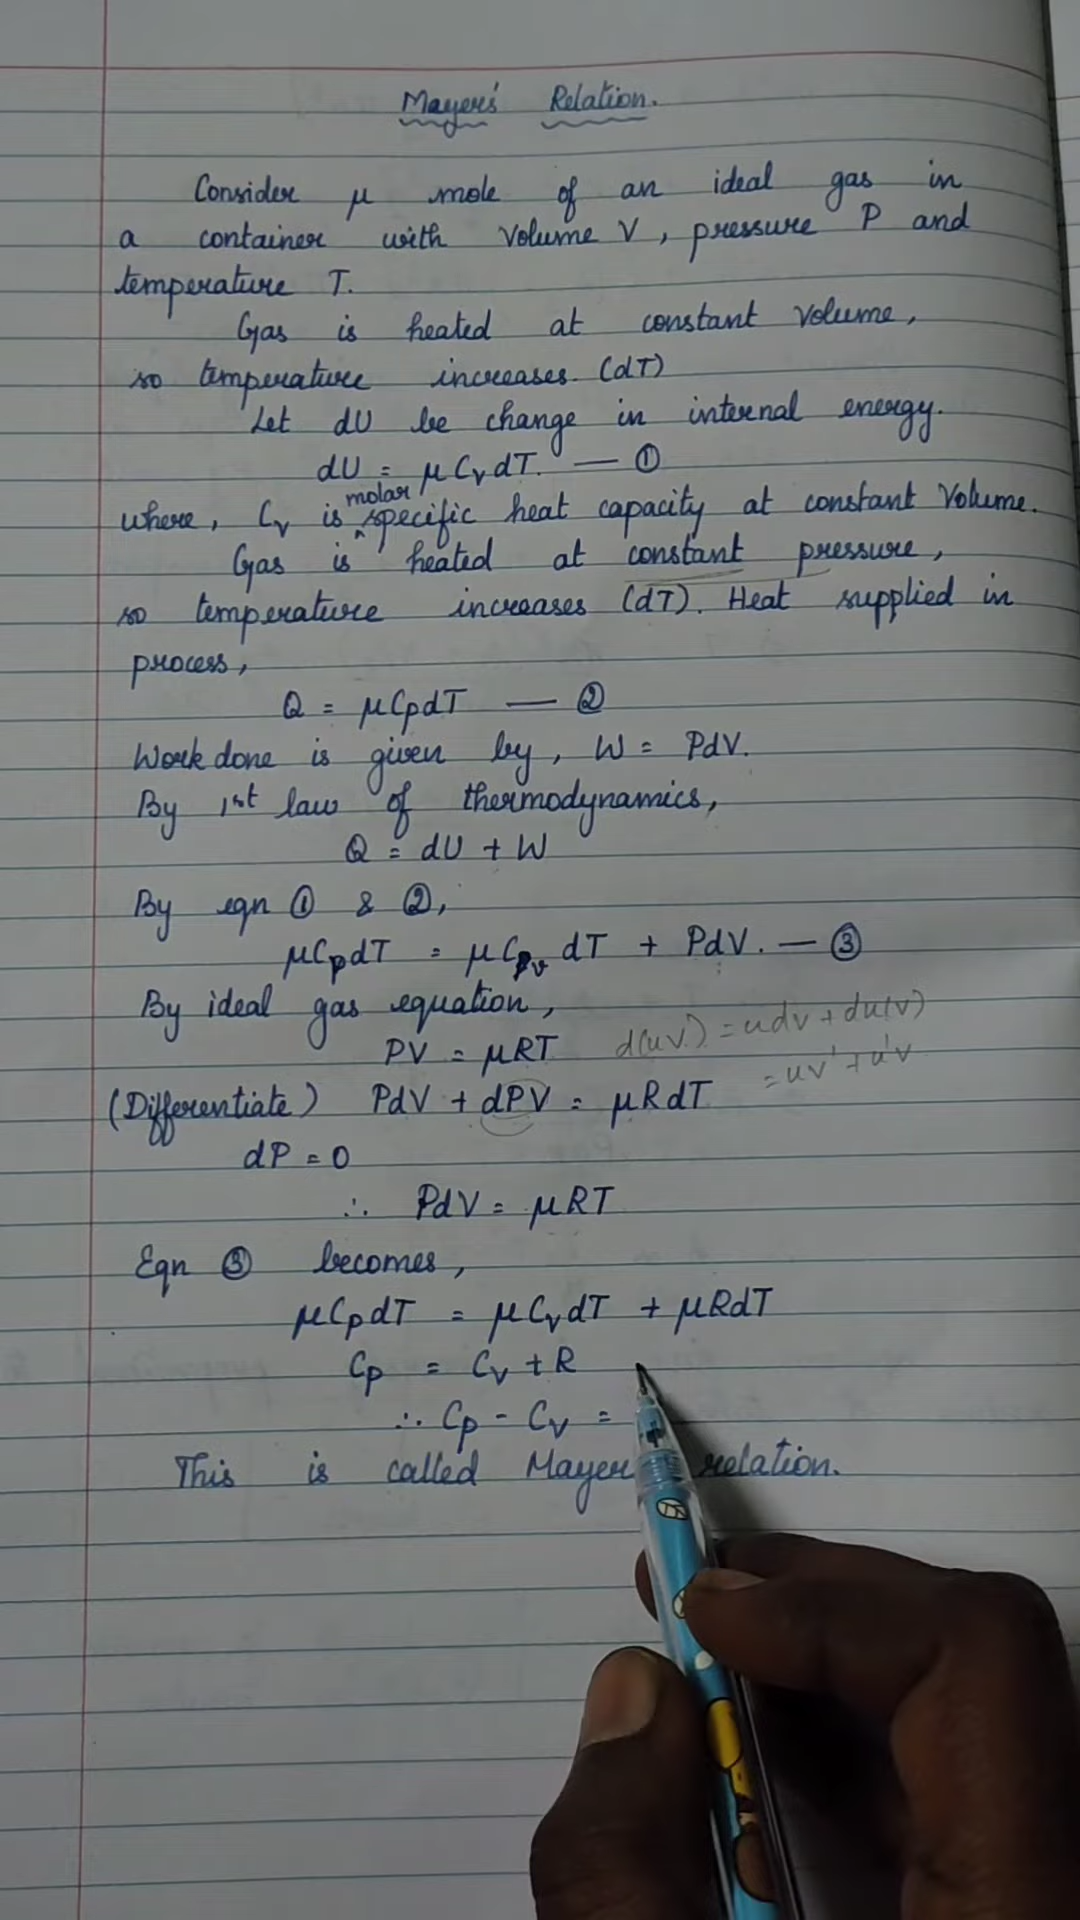 Mayer's Relation.
Consider μ mole of an ideal gas in
a container with volume V, pressure P and
temperature T.
Gas is heated at constant volume,
so temperature increases. (dT)
Let dU be change in internal energy.
dU = μ Cv dT. — ①
where, Cv is molar specific heat capacity at constant Volume.
Gas is heated at constant pressure,
so temperature increases (dT). Heat supplied in
process,
Q = μCpdT — ②
Work done is given by, W = PdV.
By 1st law of thermodynamics,
Q = dU + W
By eqn ① & ②,
μCpdT = μCv dT + PdV. — ③
By ideal gas equation,
PV = μRT d(uv) = udv + du(v)
= uv' + u'v
(Differentiate) PdV + dPV = μRdT
dP = 0
∴ PdV = μRT
Eqn ③ becomes,
μCpdT = μCvdT + μRdT
Cp = Cv + R
∴ Cp - Cv =
This is called Mayer relation.